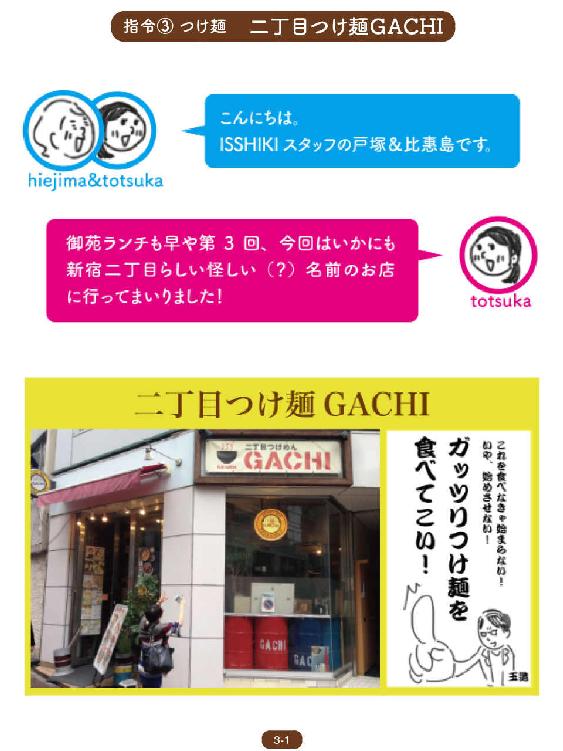 指令③ つけ麺 二丁目つけ麺GACHI
こんにちは。
ISSHIKIスタッフの戸塚&比恵島です。
hiejima&totsuka
御苑ランチも早や第 3 回、今回はいかにも
新宿二丁目らしい怪しい(?)名前のお店
に行ってまいりました!
totsuka
二丁目つけ麺 GACHI
二丁目つけめん
GACHI
GACHI
これを食べなきゃ始まらない!
いや、始めさせない!
ガッツりつけ麺を
食べてこい!
3-1